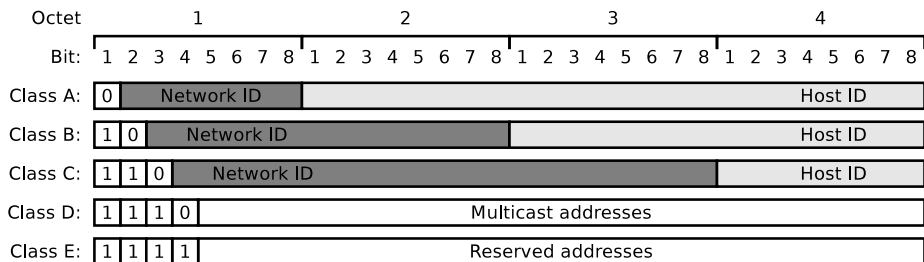 Octet 1 2 3 4
Bit: 1 2 3 4 5 6 7 8 1 2 3 4 5 6 7 8 1 2 3 4 5 6 7 8 1 2 3 4 5 6 7 8
Class A: 0 Network ID Host ID
Class B: 1 0 Network ID Host ID
Class C: 1 1 0 Network ID Host ID
Class D: 1 1 1 0 Multicast addresses
Class E: 1 1 1 1 Reserved addresses